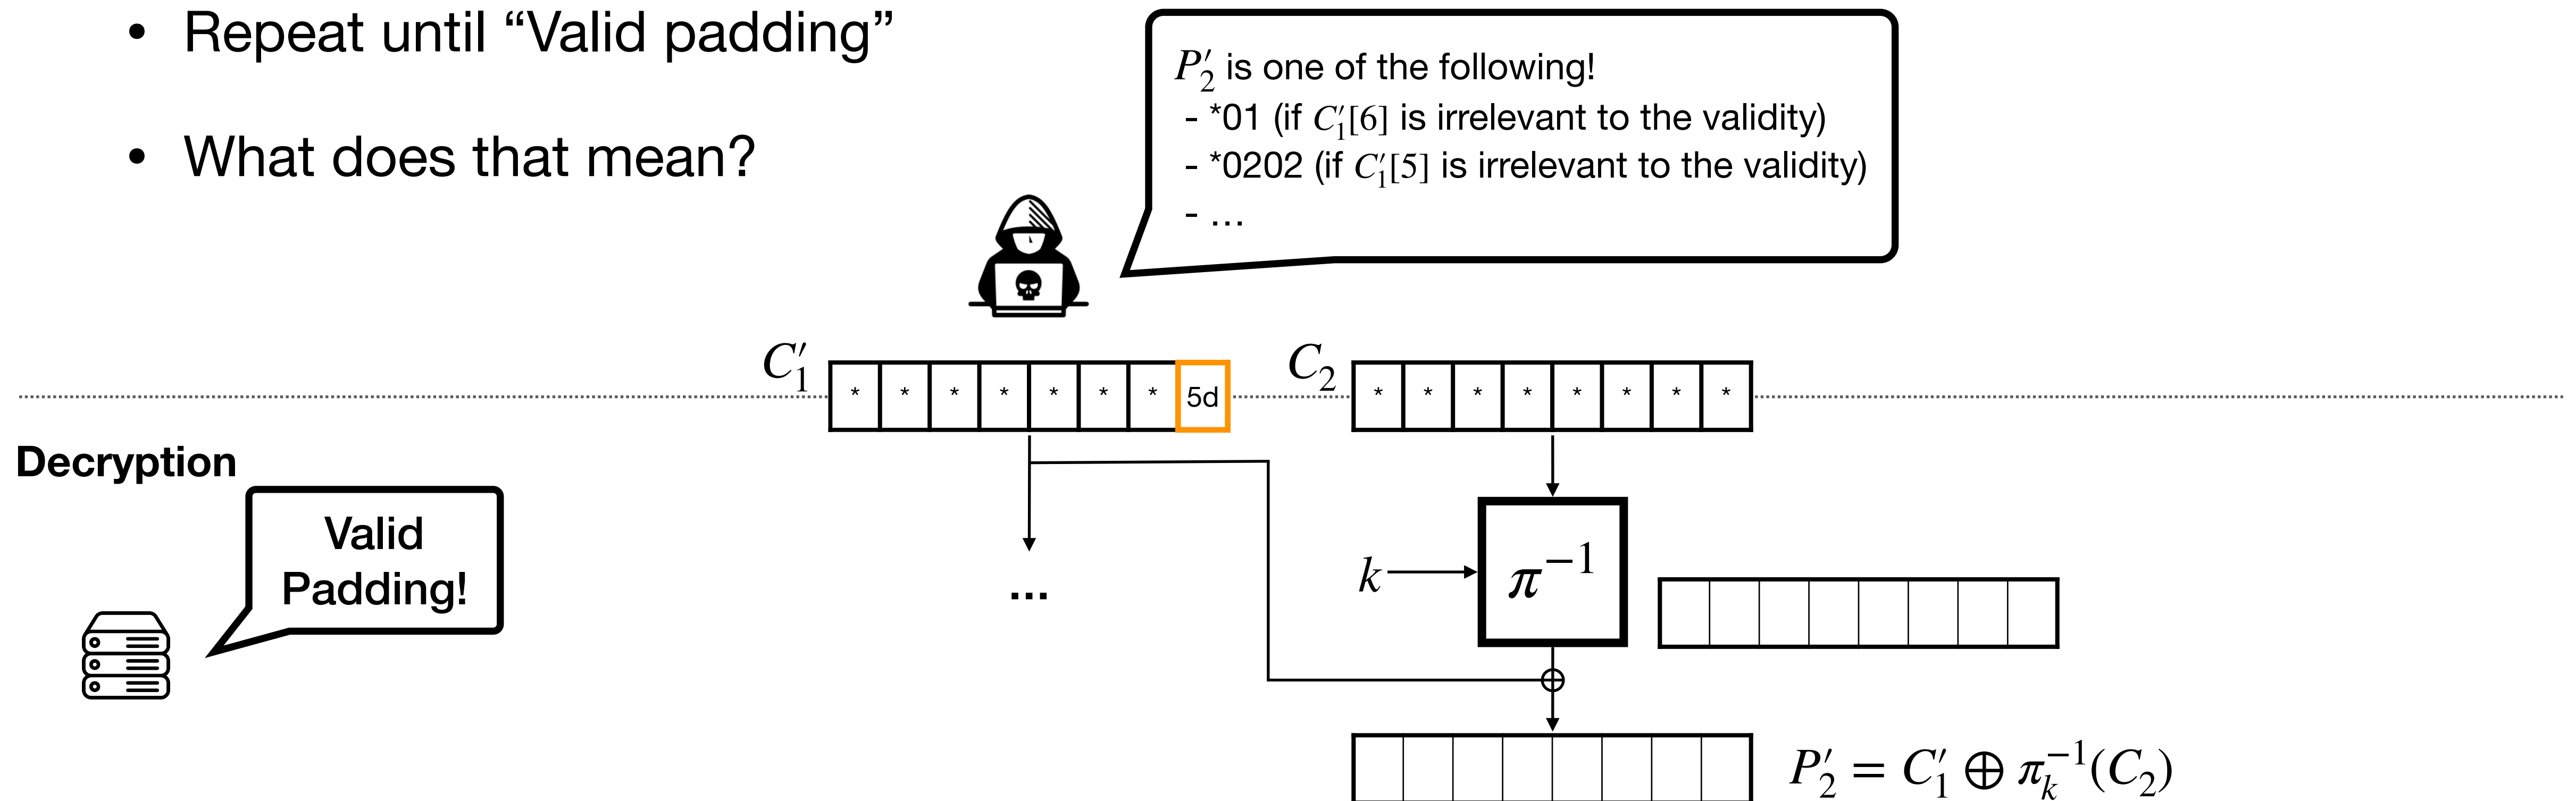 • Repeat until “Valid padding”
• What does that mean?
P′₂ is one of the following!
- *01 (if C′₁[6] is irrelevant to the validity)
- *0202 (if C′₁[5] is irrelevant to the validity)
- ...
C′₁ * * * * * * * 5d
C₂ * * * * * * * *
Decryption
Valid
Padding!
...
k
π⁻¹
P′₂ = C′₁ ⊕ πₖ⁻¹(C₂)